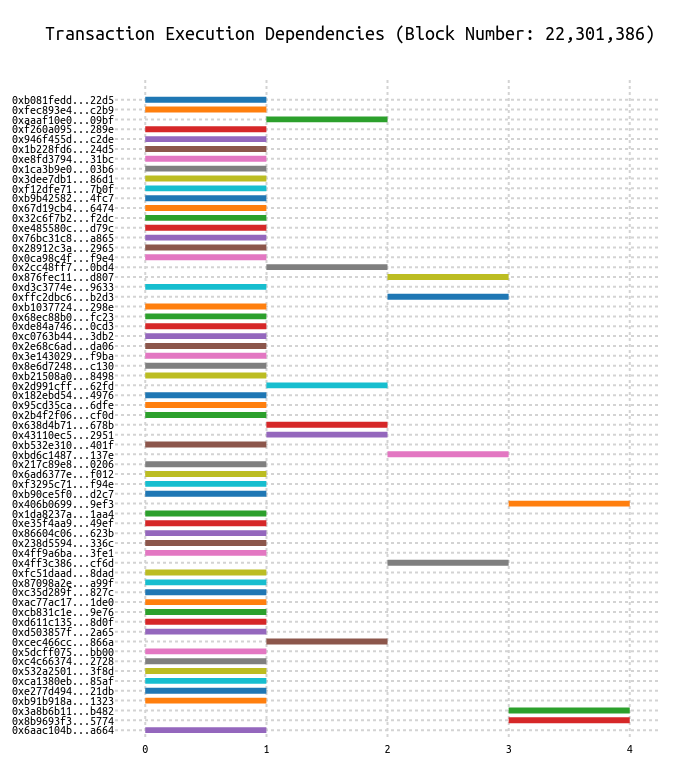 Transaction Execution Dependencies (Block Number: 22,301,386)
0xb081fedd...22d5
0xfec893e4...c2b9
0xaaaf10e0...09bf
0xf260a095...289e
0x946f455d...c2de
0x1b228fd6...24d5
0xe8fd3794...31bc
0x1ca3b9e0...03b6
0x3dee7db1...86d1
0xf12dfe71...7b0f
0xb9b42582...4fc7
0x67d19cb4...6474
0x32c6f7b2...f2dc
0xe485580c...d79c
0x76bc31c8...a865
0x28912c3a...2965
0x0ca98c4f...f9e4
0x2cc48ff7...0bd4
0x876fec11...d807
0xd3c3774e...9633
0xffc2dbc6...b2d3
0xb1037724...298e
0x68ec88b0...fc23
0xde84a746...0cd3
0xc0763b44...3db2
0x2e68c6ad...da06
0x3e143029...f9ba
0x8e6d7248...c130
0xb21508a0...8498
0x2d991cff...62fd
0x182ebd54...4976
0x95cd35ca...6dfe
0x2b4f2f06...cf0d
0x638d4b71...678b
0x43110ec5...2951
0xb532e310...401f
0xbd6c1487...137e
0x217c89e8...0206
0x6ad6377e...f012
0xf3295c71...f94e
0xb90ce5f0...d2c7
0x406b0699...9ef3
0x1da8237a...1aa4
0xe35f4aa9...49ef
0x86604c06...623b
0x238d5594...336c
0x4ff9a6ba...3fe1
0x4ff3c386...cf6d
0xfc51daad...8dad
0x87098a2e...a99f
0xc35d289f...827c
0xac77ac17...1de0
0xcb831c1e...9e76
0xd611c135...8d0f
0xd503857f...2a65
0xcec466cc...866a
0x5dcff075...bb00
0xc4c66374...2728
0x532a2501...3f8d
0xca1380eb...85af
0xe277d494...21db
0xb91b918a...1323
0x3a8b6b11...b482
0x8b9693f3...5774
0x6aac104b...a664
0 1 2 3 4